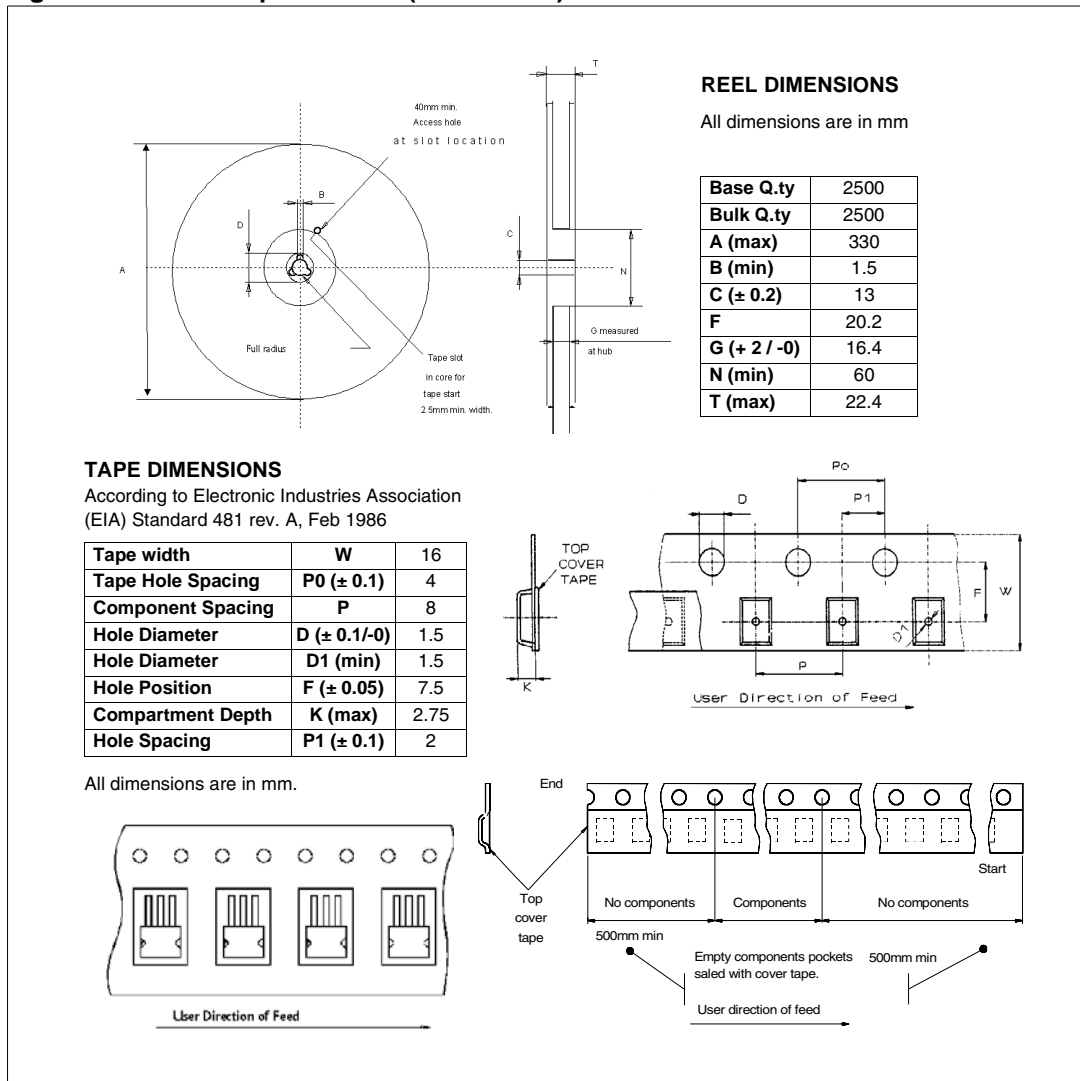 T
40mm min.
Access hole
at slot location
B
D
C
A
N
G measured
at hub
Full radius
Tape slot
in core for
tape start
2.5mm min. width.
REEL DIMENSIONS
All dimensions are in mm
Base Q.ty 2500
Bulk Q.ty 2500
A (max) 330
B (min) 1.5
C (± 0.2) 13
F 20.2
G (+ 2 / -0) 16.4
N (min) 60
T (max) 22.4
TAPE DIMENSIONS
According to Electronic Industries Association
(EIA) Standard 481 rev. A, Feb 1986
Tape width W 16
Tape Hole Spacing P0 (± 0.1) 4
Component Spacing P 8
Hole Diameter D (± 0.1/-0) 1.5
Hole Diameter D1 (min) 1.5
Hole Position F (± 0.05) 7.5
Compartment Depth K (max) 2.75
Hole Spacing P1 (± 0.1) 2
All dimensions are in mm.
Po
D
P1
TOP
COVER
TAPE
F
W
D1
P
K
User Direction of Feed
End
Start
Top
cover
tape
No components
Components
No components
500mm min
500mm min
Empty components pockets
saled with cover tape.
User direction of feed
User Direction of Feed